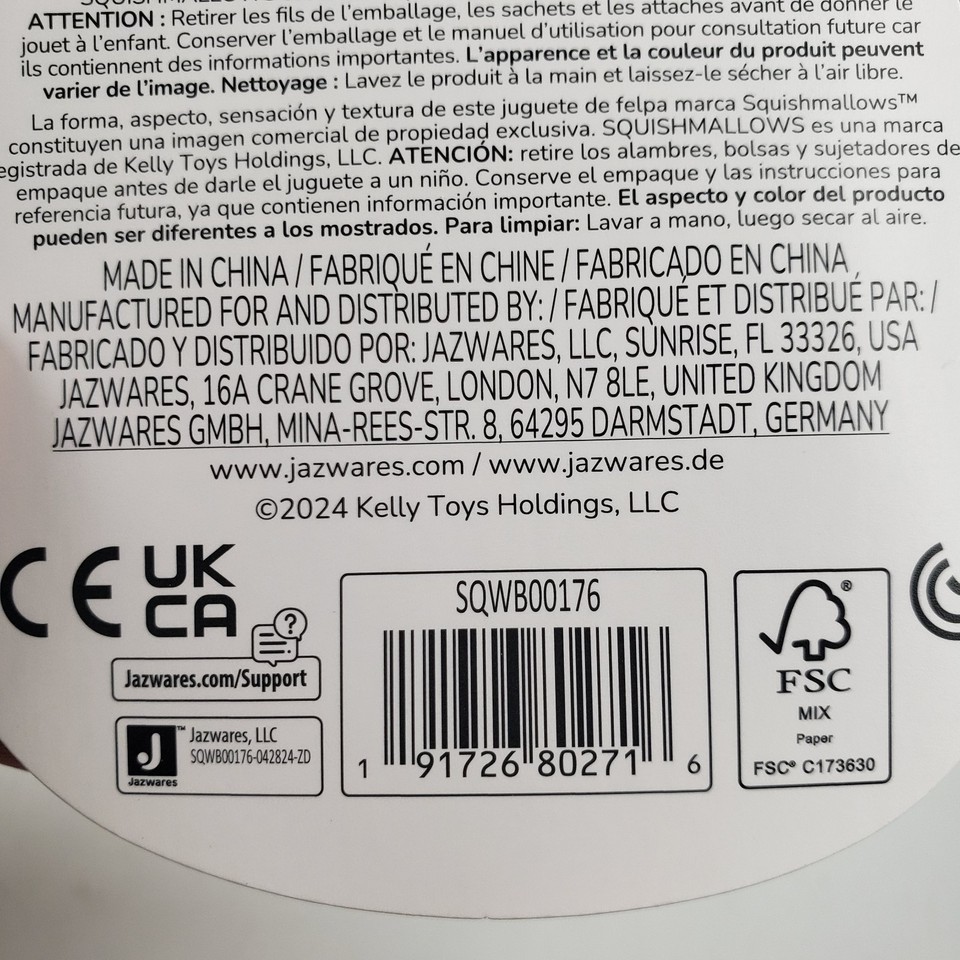 ATTENTION : Retirer les fils de l'emballage, les sachets et les attaches avant de donner le
jouet à l'enfant. Conserver l'emballage et le manuel d'utilisation pour consultation future car
ils contiennent des informations importantes. L'apparence et la couleur du produit peuvent
varier de l'image. Nettoyage : Lavez le produit à la main et laissez-le sécher à l'air libre.
La forma, aspecto, sensación y textura de este juguete de felpa marca Squishmallows™
constituyen una imagen comercial de propiedad exclusiva. SQUISHMALLOWS es una marca
egistrada de Kelly Toys Holdings, LLC. ATENCIÓN: retire los alambres, bolsas y sujetadores de
empaque antes de darle el juguete a un niño. Conserve el empaque y las instrucciones para
referencia futura, ya que contienen información importante. El aspecto y color del producto
pueden ser diferentes a los mostrados. Para limpiar: Lavar a mano, luego secar al aire.
MADE IN CHINA / FABRIQUÉ EN CHINE / FABRICADO EN CHINA
MANUFACTURED FOR AND DISTRIBUTED BY: / FABRIQUÉ ET DISTRIBUÉ PAR: /
FABRICADO Y DISTRIBUIDO POR: JAZWARES, LLC, SUNRISE, FL 33326, USA
JAZWARES, 16A CRANE GROVE, LONDON, N7 8LE, UNITED KINGDOM
JAZWARES GMBH, MINA-REES-STR. 8, 64295 DARMSTADT, GERMANY
www.jazwares.com / www.jazwares.de
©2024 Kelly Toys Holdings, LLC
CE
UK
CA
?
Jazwares.com/Support
J™
Jazwares
Jazwares, LLC
SQWB00176-042824-ZD
SQWB00176
1 91726 80271 6
®
FSC
MIX
Paper
FSC® C173630